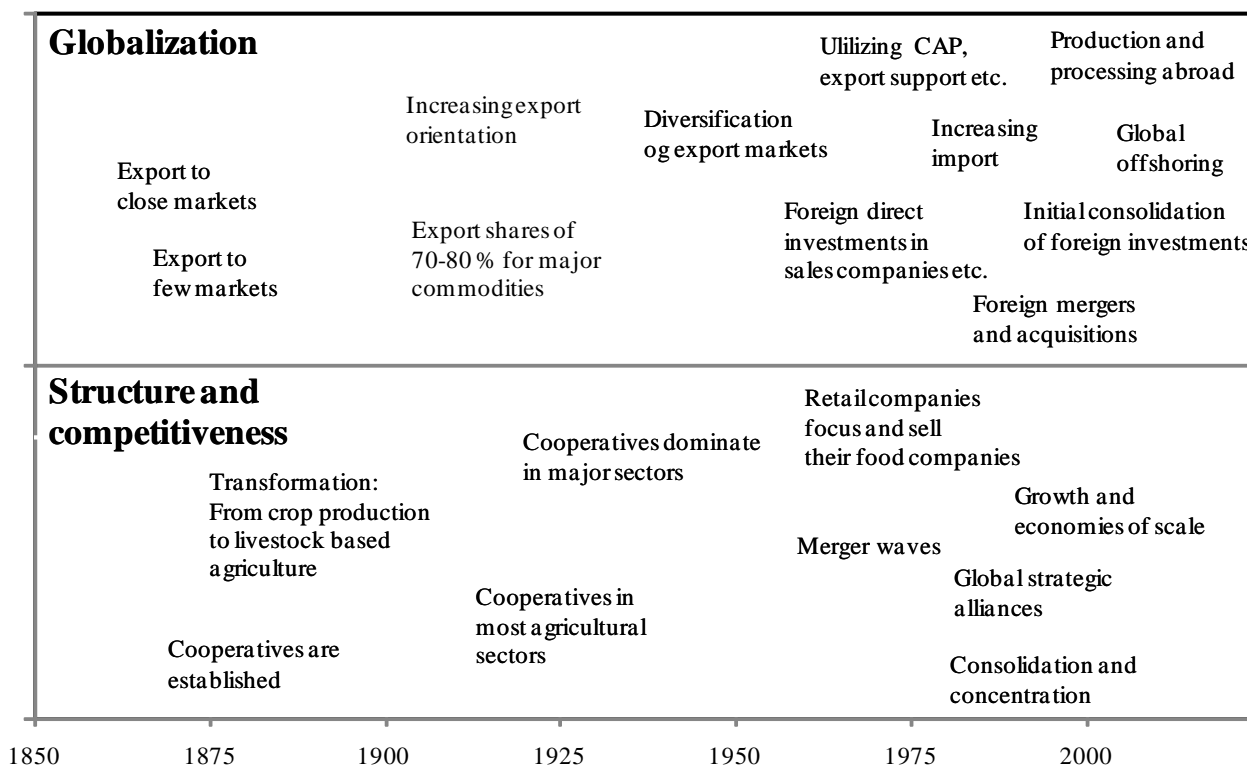 Globalization
Ulilizing CAP,
export support etc.
Production and
processing abroad
Increasing export
orientation
Diversification
og export markets
Increasing
import
Global
offshoring
Export to
close markets
Export to
few markets
Export shares of
70-80 % for major
commodities
Foreign direct
investments in
sales companies etc.
Initial consolidation
of foreign investments
Foreign mergers
and acquisitions
Structure and
competitiveness
Retail companies
focus and sell
their food companies
Cooperatives dominate
in major sectors
Transformation:
From crop production
to livestock based
agriculture
Growth and
economies of scale
Merger waves
Global strategic
alliances
Cooperatives in
most agricultural
sectors
Cooperatives are
established
Consolidation and
concentration
1850 1875 1900 1925 1950 1975 2000